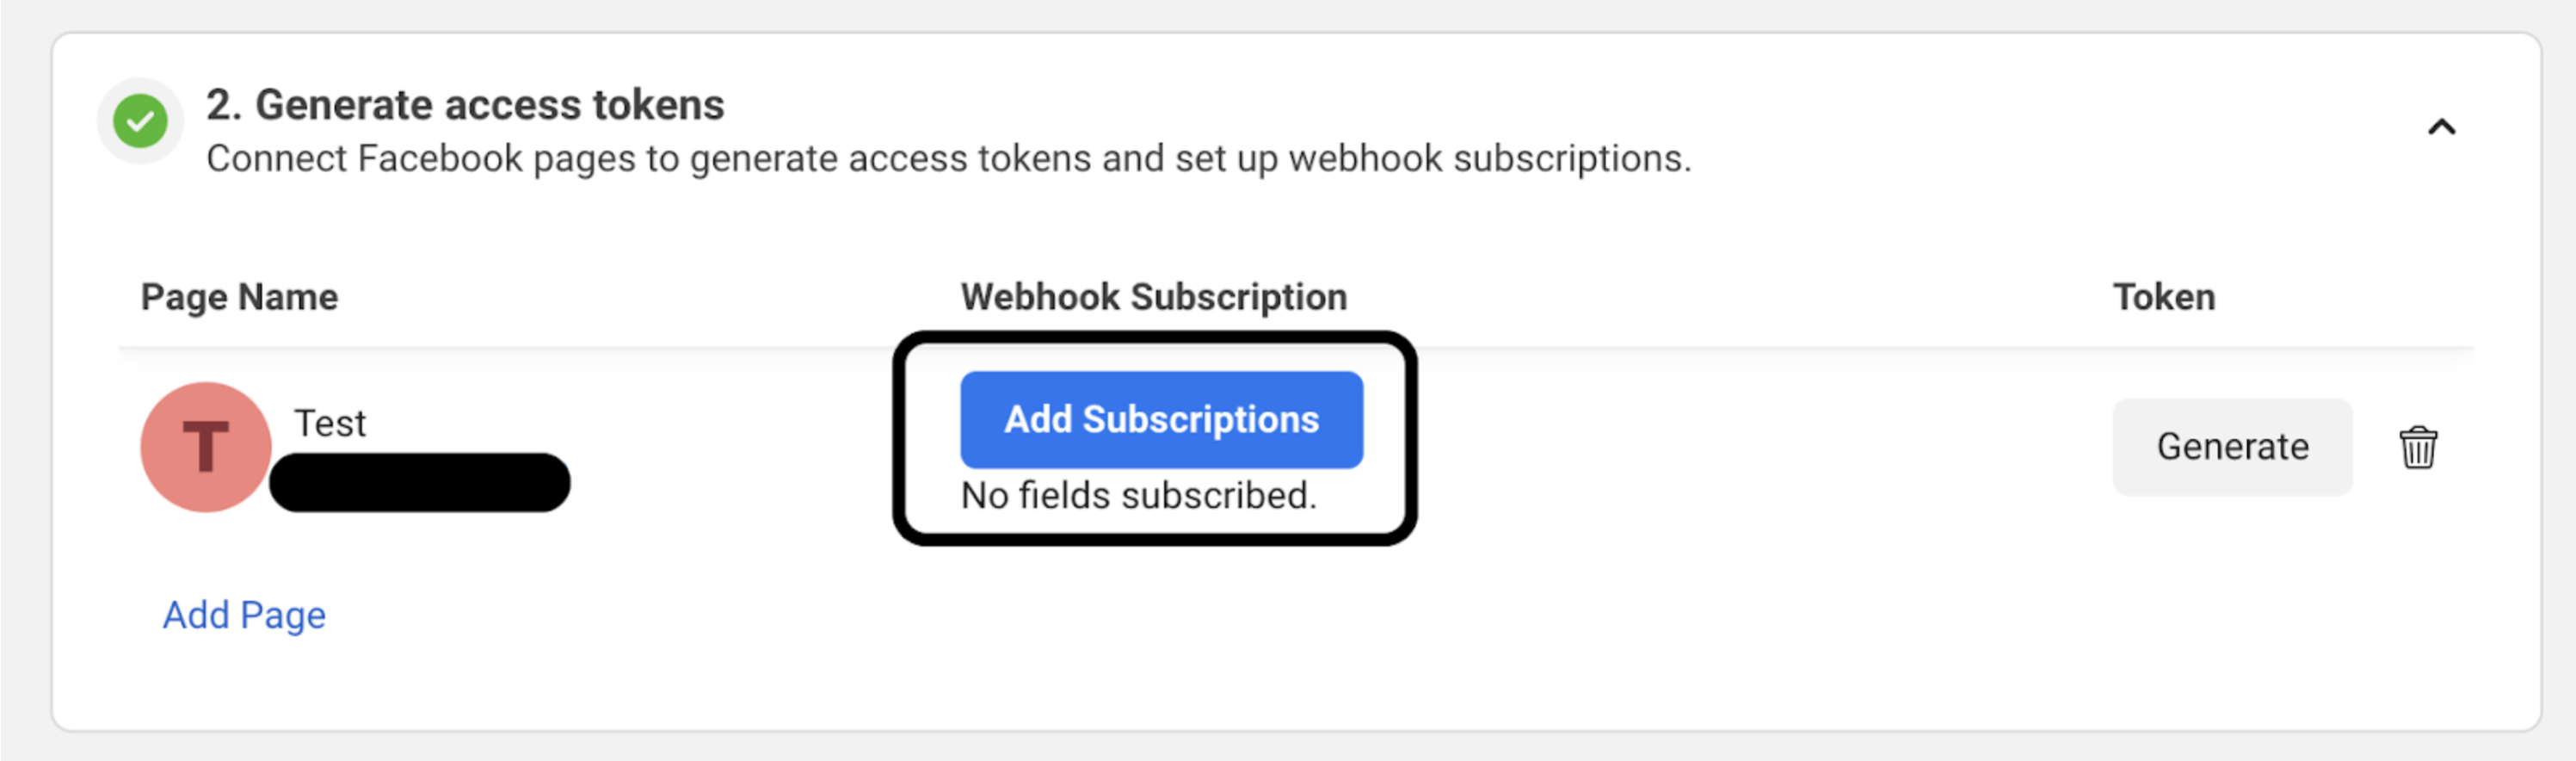 2. Generate access tokens
Connect Facebook pages to generate access tokens and set up webhook subscriptions.
Page Name
Webhook Subscription
Token
T
Test
Add Subscriptions
No fields subscribed.
Generate
Add Page